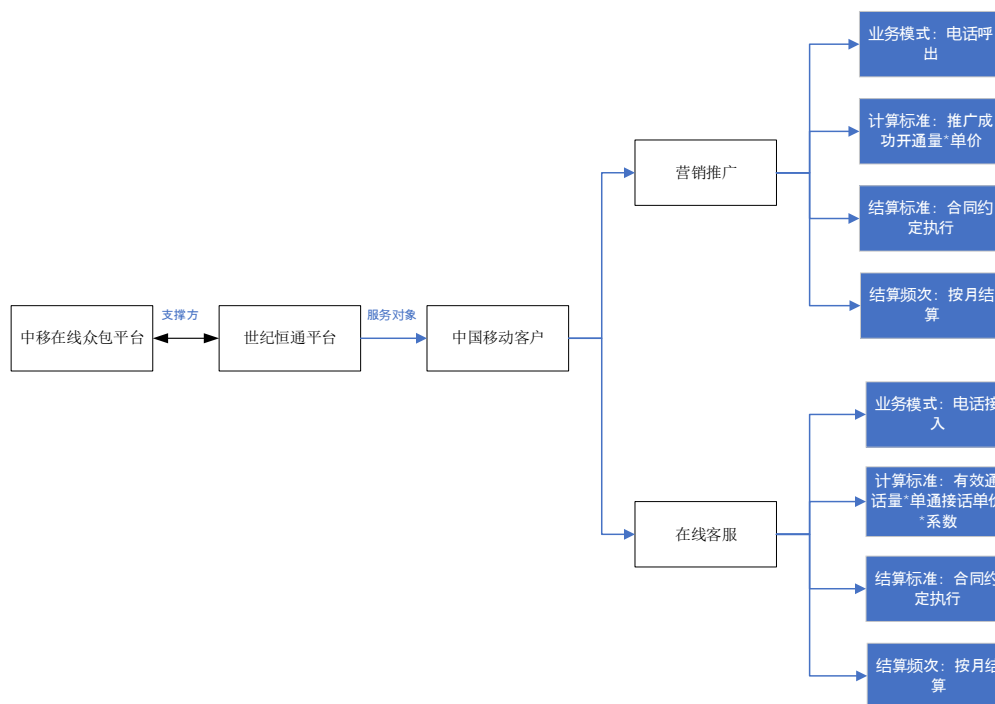 业务模式：电话呼
出
计算标准：推广成
功开通量*单价
营销推广
结算标准：合同约
定执行
结算频次：按月结
算
支撑方
服务对象
中移在线众包平台
世纪恒通平台
中国移动客户
业务模式：电话接
入
计算标准：有效通
话量*单通接话单价
*系数
在线客服
结算标准：合同约
定执行
结算频次：按月结
算